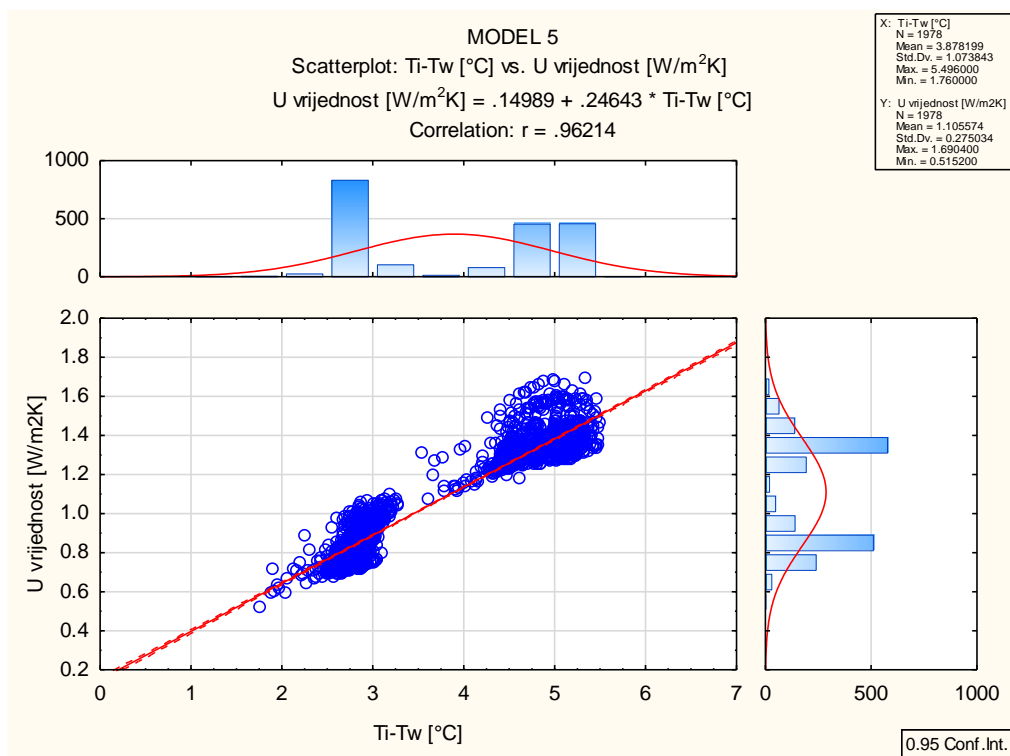 MODEL 5
Scatterplot: Ti-Tw [°C] vs. U vrijednost [W/m²K]
U vrijednost [W/m²K] = .14989 + .24643 * Ti-Tw [°C]
Correlation: r = .96214
X: Ti-Tw [°C]
N = 1978
Mean = 3.878199
Std.Dv. = 1.073843
Max. = 5.496000
Min. = 1.760000
Y: U vrijednost [W/m2K]
N = 1978
Mean = 1.105574
Std.Dv. = 0.275034
Max. = 1.690400
Min. = 0.515200
1000
500
0
2.0
1.8
1.6
1.4
1.2
1.0
0.8
0.6
0.4
0.2
U vrijednost [W/m2K]
0 1 2 3 4 5 6 7
Ti-Tw [°C]
0 500 1000
0.95 Conf.Int.